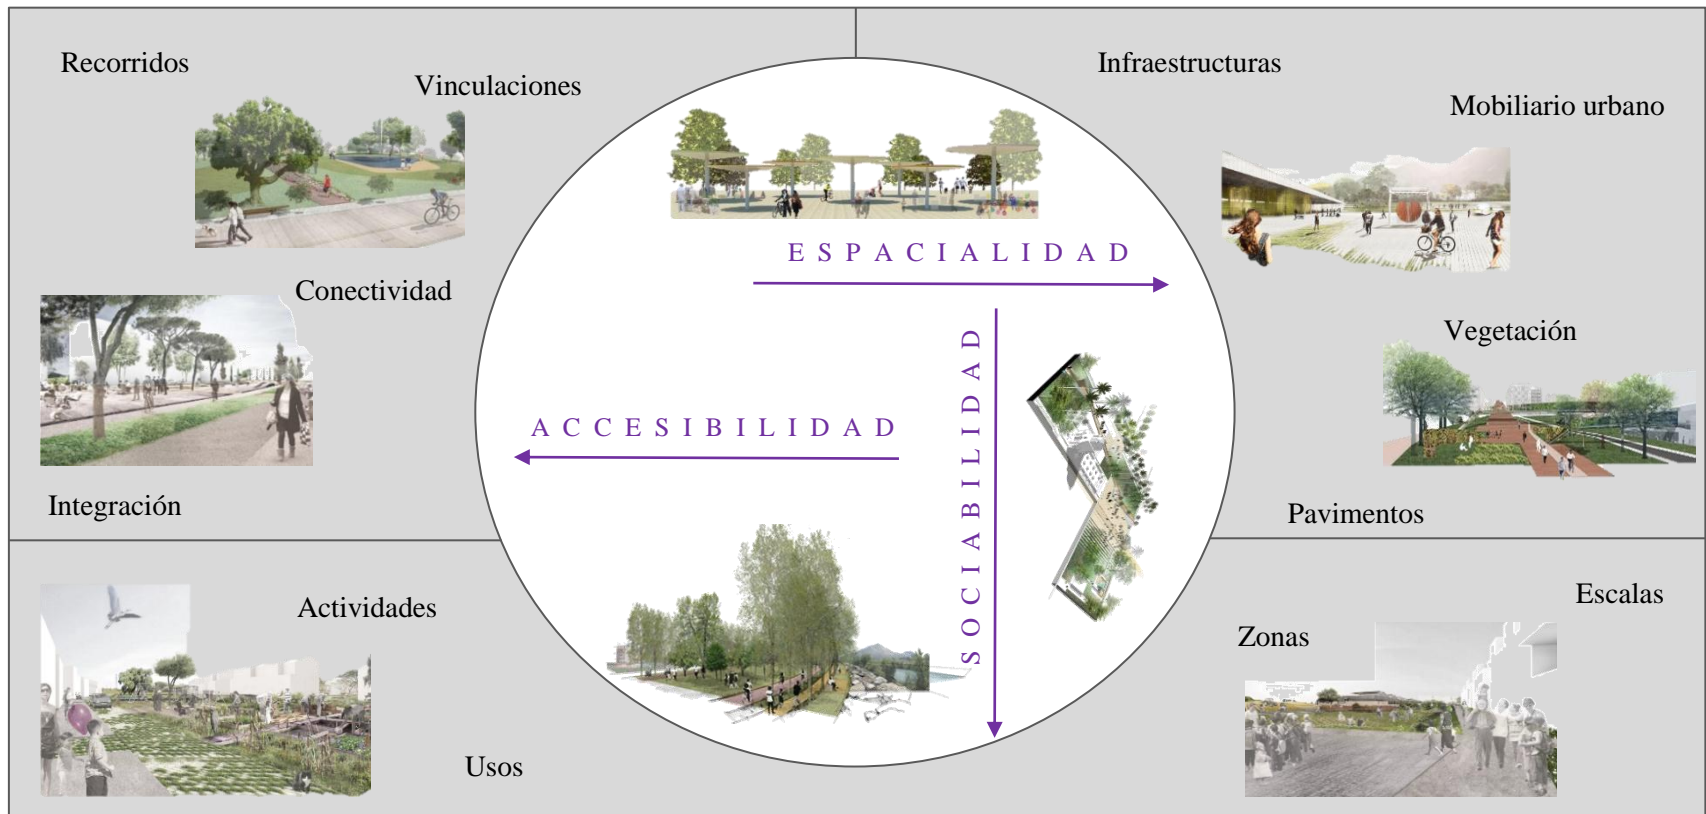 Recorridos
Vinculaciones
Conectividad
Integración
Infraestructuras
Mobiliario urbano
Vegetación
Pavimentos
ESPACIALIDAD
ACCESIBILIDAD
SOCIABILIDAD
Actividades
Usos
Escalas
Zonas